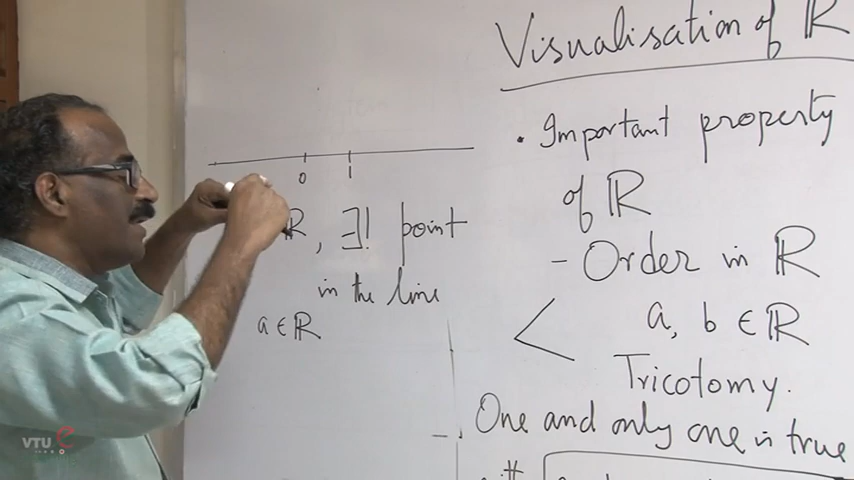 Visualisation of ℝ
• Important property
of ℝ
- Order in ℝ
< a, b ∈ ℝ
Tricotomy.
One and only one is true
0 1
ℝ, ∃! point
in the line
a ∈ ℝ
VTU e